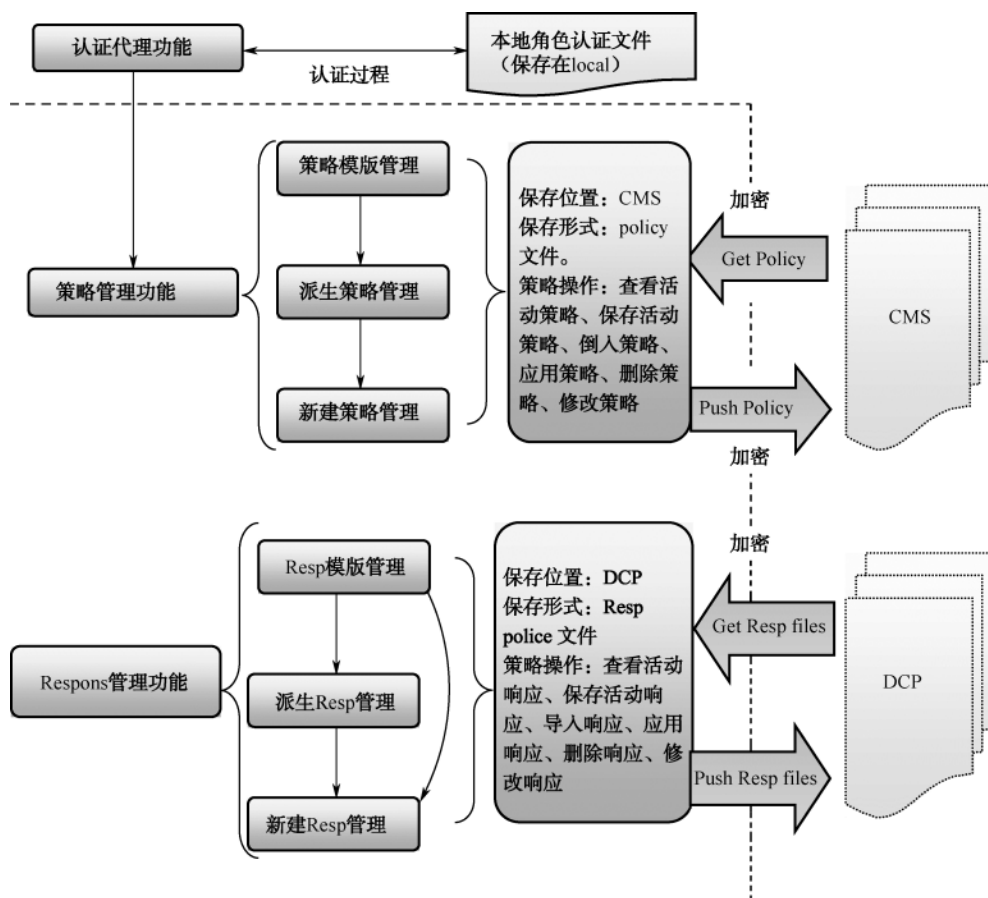 认证代理功能
本地角色认证文件
（保存在local）
认证过程
策略模版管理
派生策略管理
新建策略管理
策略管理功能
保存位置：CMS
保存形式：policy
文件。
策略操作：查看活
动策略、保存活动
策略、倒入策略、
应用策略、删除策
略、修改策略
加密
Get Policy
Push Policy
加密
CMS
Resp模版管理
派生Resp管理
新建Resp管理
Respons管理功能
保存位置：DCP
保存形式：Resp
police 文件
策略操作：查看活动
响应、保存活动响
应、导入响应、应用
响应、删除响应、修
改响应
加密
Get Resp files
Push Resp files
DCP